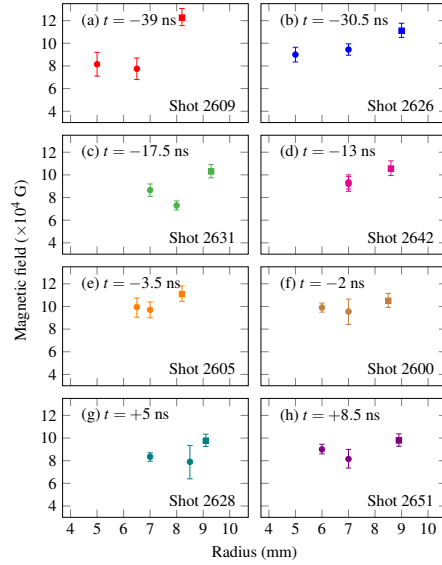 (a) t = −39 ns
(b) t = −30.5 ns
12
10
8
6
4
Shot 2609
Shot 2626
(c) t = −17.5 ns
(d) t = −13 ns
12
10
8
6
4
Shot 2631
Shot 2642
Magnetic field (×10⁴ G)
(e) t = −3.5 ns
(f) t = −2 ns
12
10
8
6
4
Shot 2605
Shot 2600
(g) t = +5 ns
(h) t = +8.5 ns
12
10
8
6
4
Shot 2628
Shot 2651
4 5 6 7 8 9 10 4 5 6 7 8 9 10
Radius (mm)